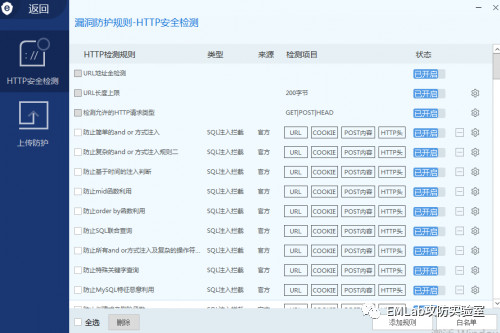 返回
漏洞防护规则-HTTP安全检测
HTTP检测规则 类型 来源 检测项目 状态
HTTP安全检测
上传防护
URL地址全检测 已开启
URL长度上限 200字节 已开启
检测允许的HTTP请求类型 GET|POST|HEAD 已开启
防止简单的and or 方式注入 SQL注入拦截 官方 URL COOKIE POST内容 HTTP头 已开启
防止复杂的and or 方式注入规则二 SQL注入拦截 官方 URL COOKIE POST内容 HTTP头 已开启
防止基于时间的注入判断 SQL注入拦截 官方 URL COOKIE POST内容 HTTP头 已开启
防止mid函数利用 SQL注入拦截 官方 URL COOKIE POST内容 HTTP头 已开启
防止order by函数利用 SQL注入拦截 官方 URL COOKIE POST内容 HTTP头 已开启
防止SQL联合查询 SQL注入拦截 官方 URL COOKIE POST内容 HTTP头 已开启
防止所有and or方式注入及复杂的操作符... SQL注入拦截 官方 URL COOKIE POST内容 HTTP头 已开启
防止特殊关键字查询 SQL注入拦截 官方 URL COOKIE POST内容 HTTP头 已开启
防止MySQL特征恶意利用 SQL注入拦截 官方 URL COOKIE POST内容 HTTP头 已开启
全选 删除 添加规则 白名单
EMLab攻防实验室